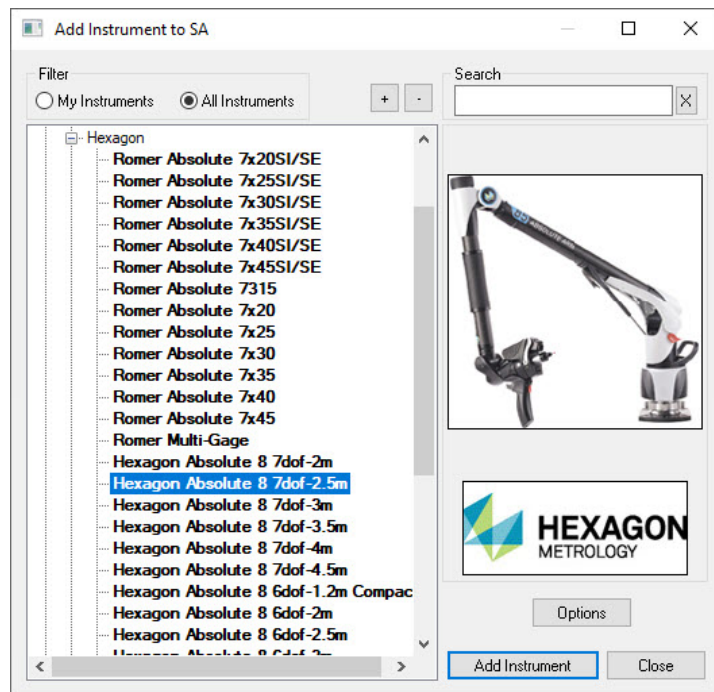 Add Instrument to SA
Filter
My Instruments
All Instruments
+
-
Search
X
Hexagon
Romer Absolute 7x20SI/SE
Romer Absolute 7x25SI/SE
Romer Absolute 7x30SI/SE
Romer Absolute 7x35SI/SE
Romer Absolute 7x40SI/SE
Romer Absolute 7x45SI/SE
Romer Absolute 7315
Romer Absolute 7x20
Romer Absolute 7x25
Romer Absolute 7x30
Romer Absolute 7x35
Romer Absolute 7x40
Romer Absolute 7x45
Romer Multi-Gage
Hexagon Absolute 8 7dof-2m
Hexagon Absolute 8 7dof-2.5m
Hexagon Absolute 8 7dof-3m
Hexagon Absolute 8 7dof-3.5m
Hexagon Absolute 8 7dof-4m
Hexagon Absolute 8 7dof-4.5m
Hexagon Absolute 8 6dof-1.2m Compac
Hexagon Absolute 8 6dof-2m
Hexagon Absolute 8 6dof-2.5m
ABSOLUTE ARM
HEXAGON
METROLOGY
Options
Add Instrument
Close